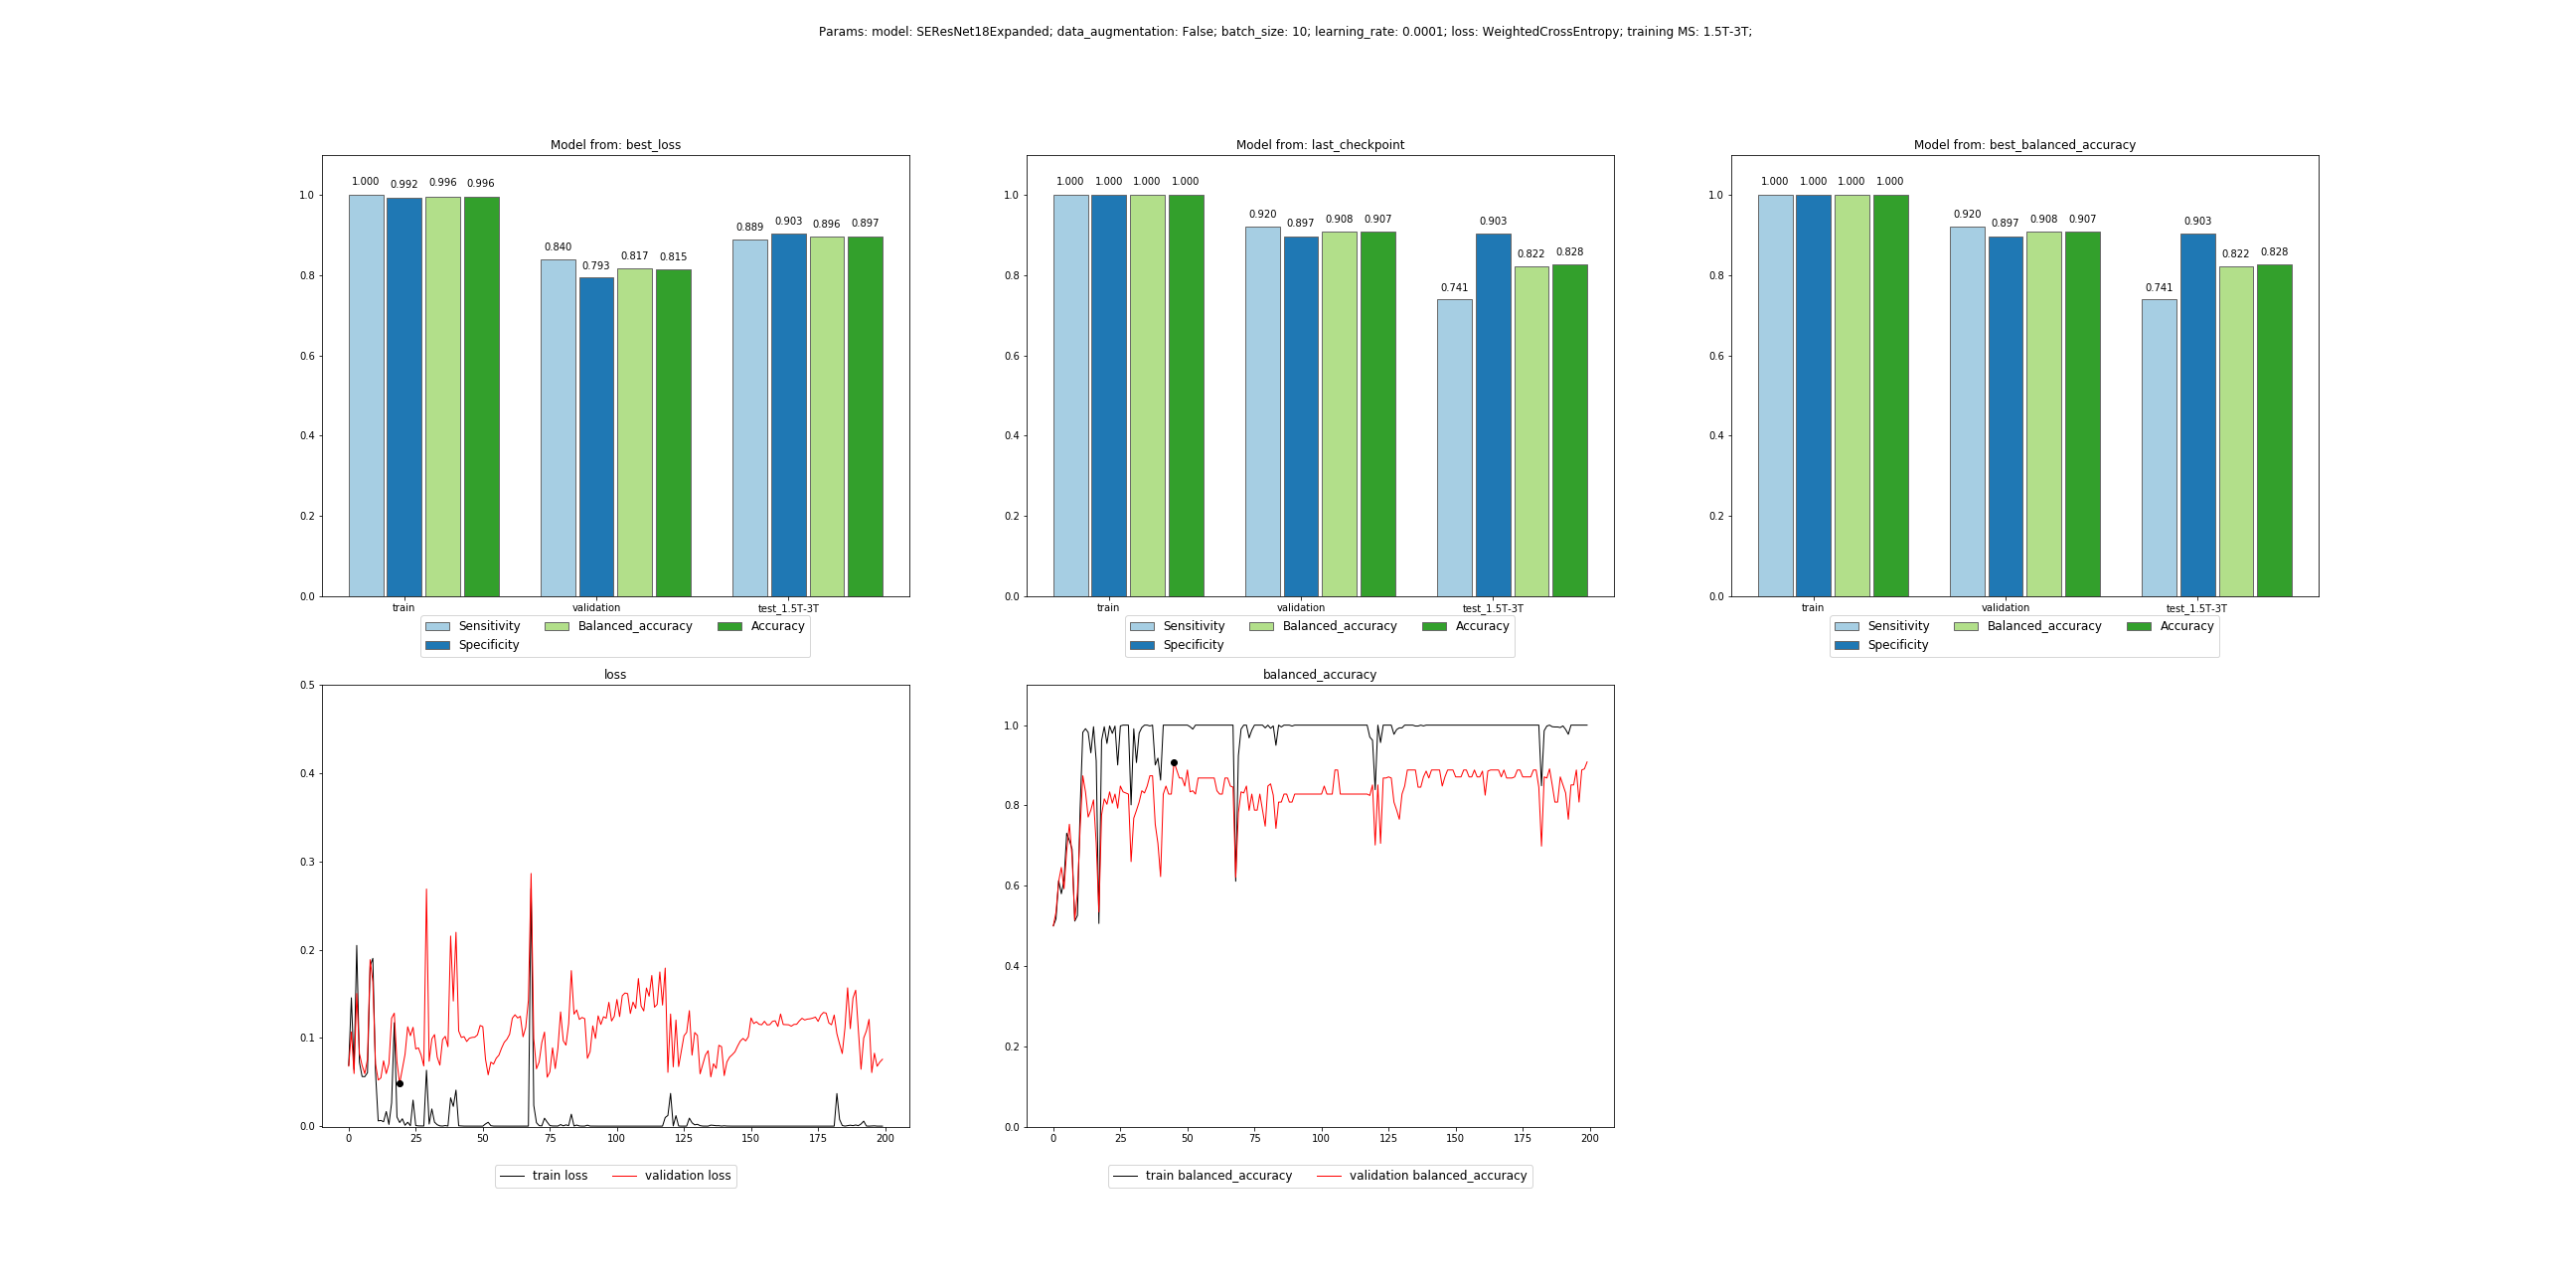 Params: model: SEResNet18Expanded; data_augmentation: False; batch_size: 10; learning_rate: 0.0001; loss: WeightedCrossEntropy; training MS: 1.5T-3T;
Model from: best_loss
1.000 0.992 0.996 0.996
0.840 0.793 0.817 0.815
0.889 0.903 0.896 0.897
1.0
0.8
0.6
0.4
0.2
0.0
train validation test_1.5T-3T
Sensitivity Balanced_accuracy Accuracy
Specificity
Model from: last_checkpoint
1.000 1.000 1.000 1.000
0.920 0.897 0.908 0.907
0.741 0.903 0.822 0.828
1.0
0.8
0.6
0.4
0.2
0.0
train validation test_1.5T-3T
Sensitivity Balanced_accuracy Accuracy
Specificity
Model from: best_balanced_accuracy
1.000 1.000 1.000 1.000
0.920 0.897 0.908 0.907
0.741 0.903 0.822 0.828
1.0
0.8
0.6
0.4
0.2
0.0
train validation test_1.5T-3T
Sensitivity Balanced_accuracy Accuracy
Specificity
loss
0.5
0.4
0.3
0.2
0.1
0.0
0 25 50 75 100 125 150 175 200
train loss validation loss
balanced_accuracy
1.0
0.8
0.6
0.4
0.2
0.0
0 25 50 75 100 125 150 175 200
train balanced_accuracy validation balanced_accuracy